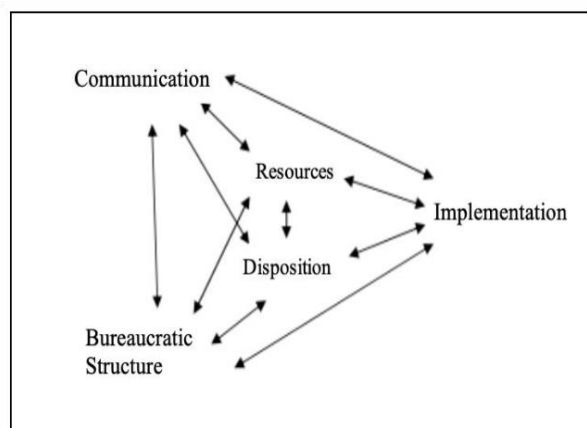 Communication
Resources
Implementation
Disposition
Bureaucratic
Structure